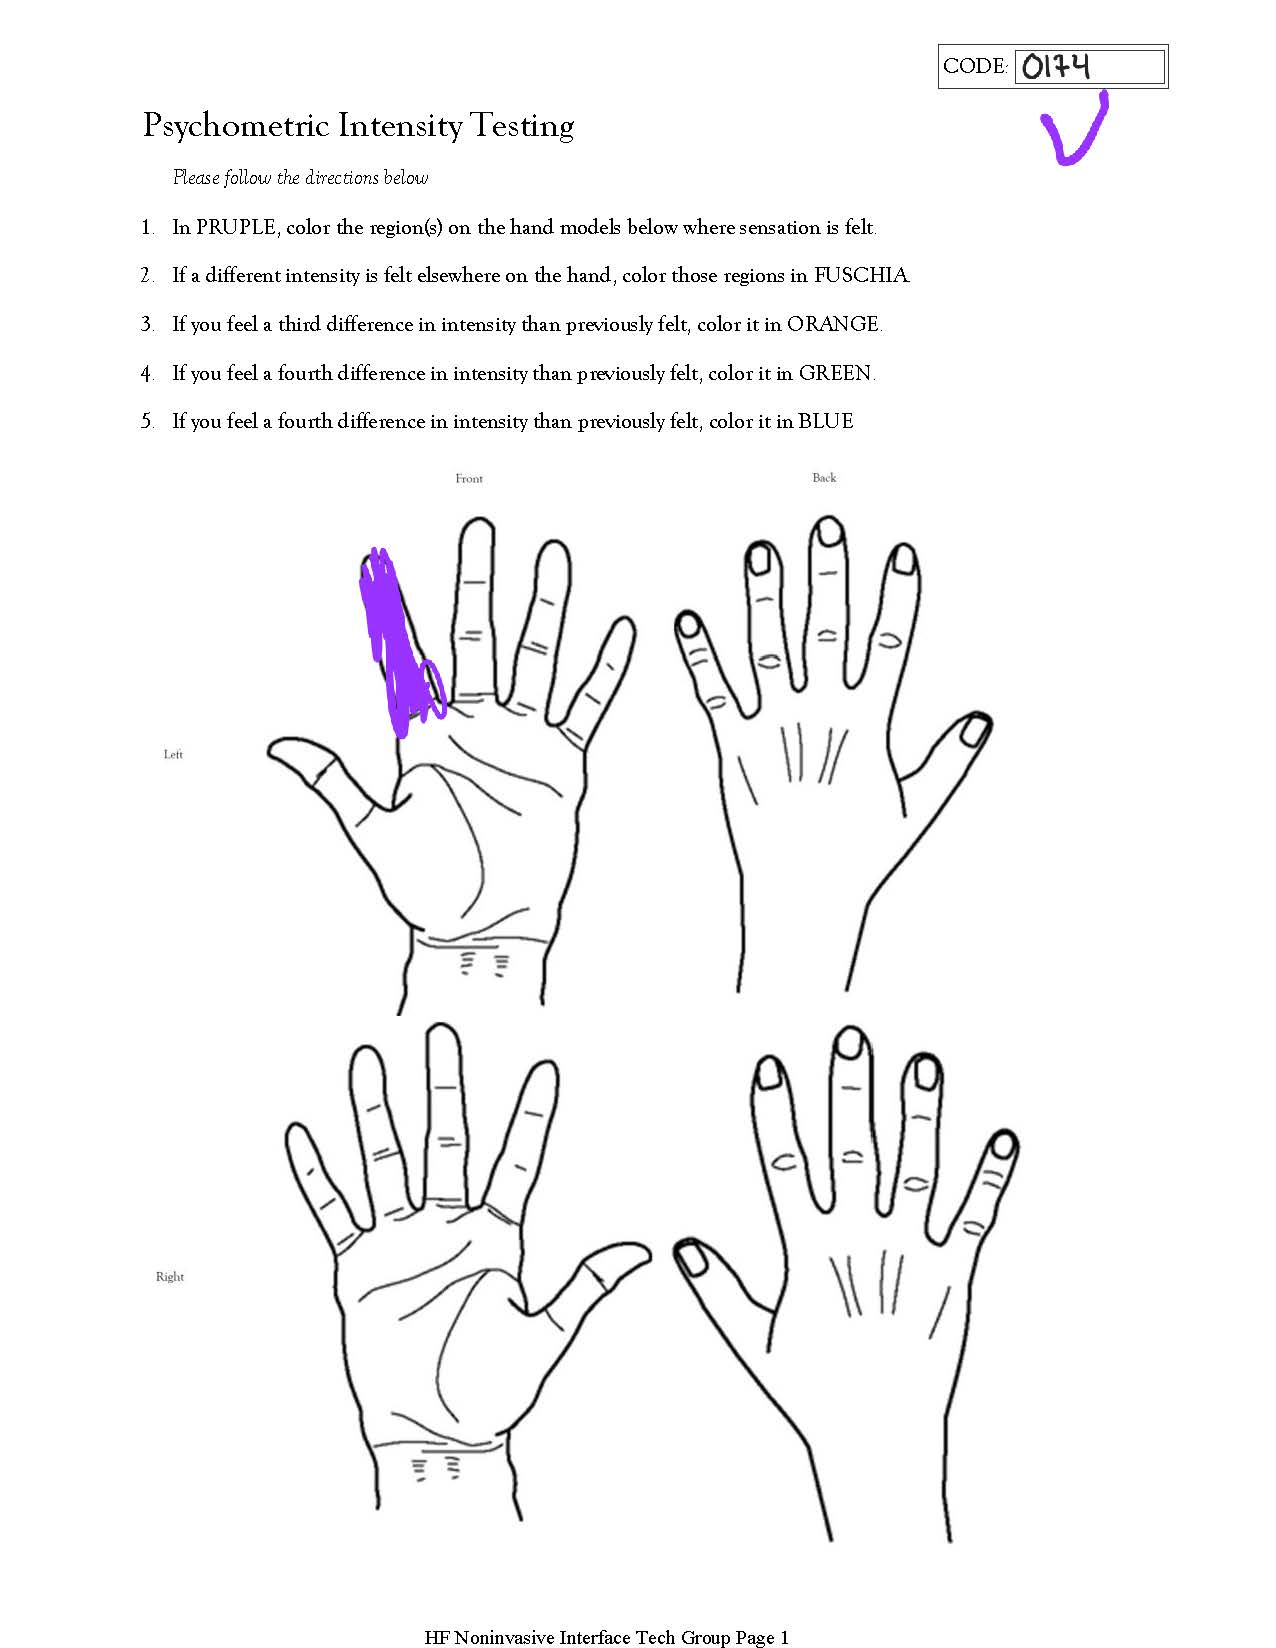 CODE: 0174
Psychometric Intensity Testing
Please follow the directions below
1. In PRUPLE, color the region(s) on the hand models below where sensation is felt.
2. If a different intensity is felt elsewhere on the hand, color those regions in FUSCHIA.
3. If you feel a third difference in intensity than previously felt, color it in ORANGE.
4. If you feel a fourth difference in intensity than previously felt, color it in GREEN.
5. If you feel a fourth difference in intensity than previously felt, color it in BLUE
Front
Back
Left
Right
HF Noninvasive Interface Tech Group Page 1